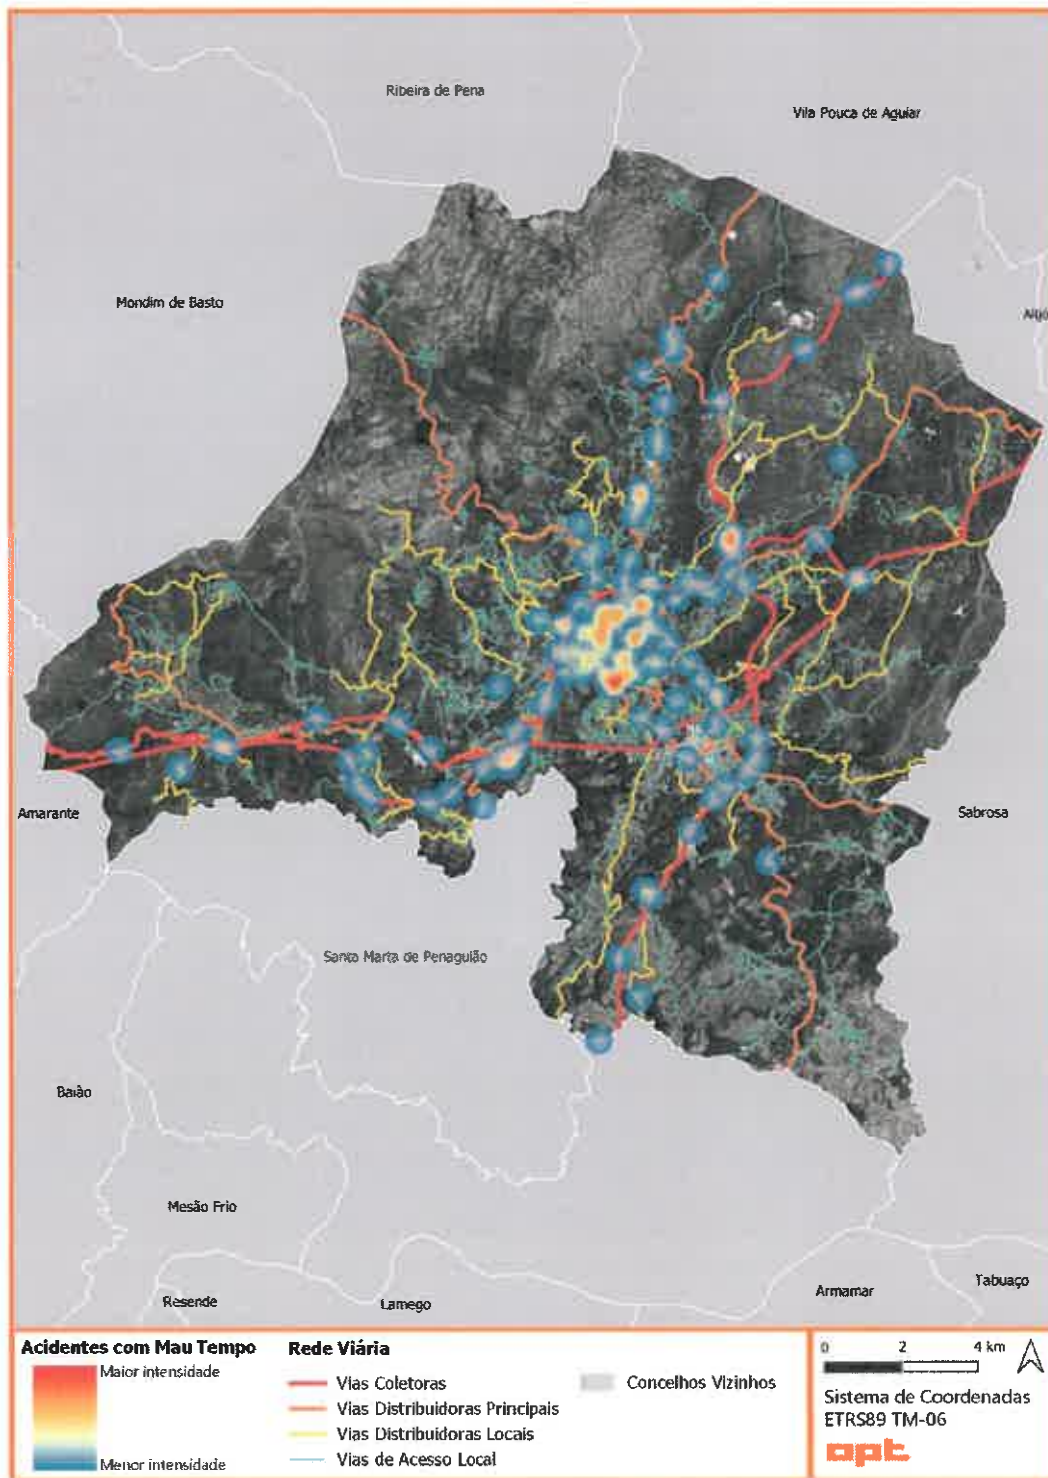 Ribeira de Pena
Vila Pouca de Aguiar
Mondim de Basto
Amarante
Sabrosa
Santa Marta de Penaguião
Baião
Mesão Frio
Resende
Lamego
Armamar
Tabuaço
Acidentes com Mau Tempo
Maior intensidade
Menor intensidade
Rede Viária
Vias Coletoras
Vias Distribuidoras Principais
Vias Distribuidoras Locais
Vias de Acesso Local
Concelhos Vizinhos
0 2 4 km
Sistema de Coordenadas
ETRS89 TM-06
opt